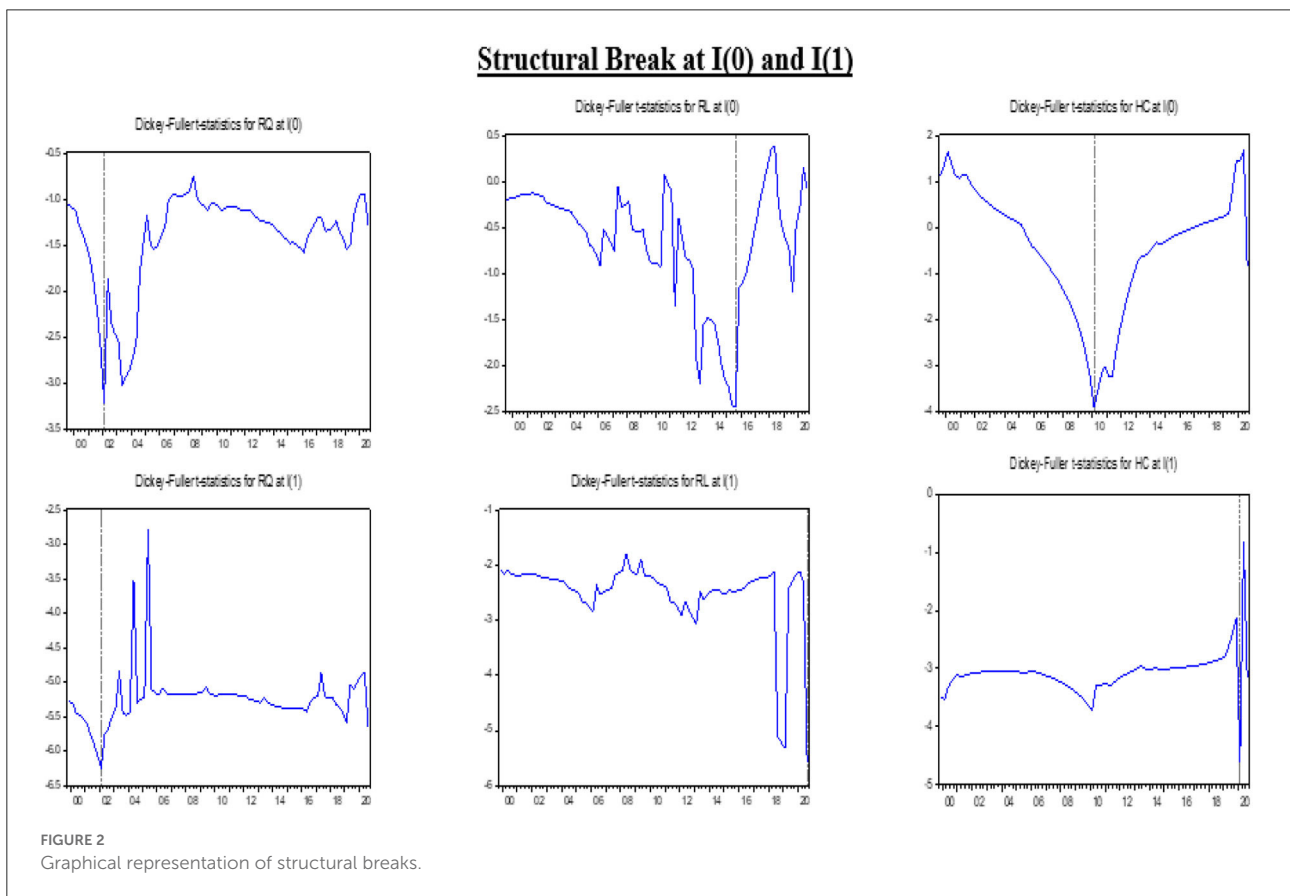 Structural Break at I(0) and I(1)
Dickey-Fuller t-statistics for RQ at I(0)
-0.5
-1.0
-1.5
-2.0
-2.5
-3.0
-3.5
00 02 04 06 08 10 12 14 16 18 20
Dickey-Fuller t-statistics for RL at I(0)
0.5
0.0
-0.5
-1.0
-1.5
-2.0
-2.5
00 02 04 06 08 10 12 14 16 18 20
Dickey-Fuller t-statistics for HC at I(0)
2
1
0
-1
-2
-3
-4
00 02 04 06 08 10 12 14 16 18 20
Dickey-Fuller t-statistics for RQ at I(1)
-2.5
-3.0
-3.5
-4.0
-4.5
-5.0
-5.5
-6.0
-6.5
00 02 04 06 08 10 12 14 16 18 20
Dickey-Fuller t-statistics for RL at I(1)
-1
-2
-3
-4
-5
-6
00 02 04 06 08 10 12 14 16 18 20
Dickey-Fuller t-statistics for HC at I(1)
0
-1
-2
-3
-4
-5
00 02 04 06 08 10 12 14 16 18 20
FIGURE 2
Graphical representation of structural breaks.